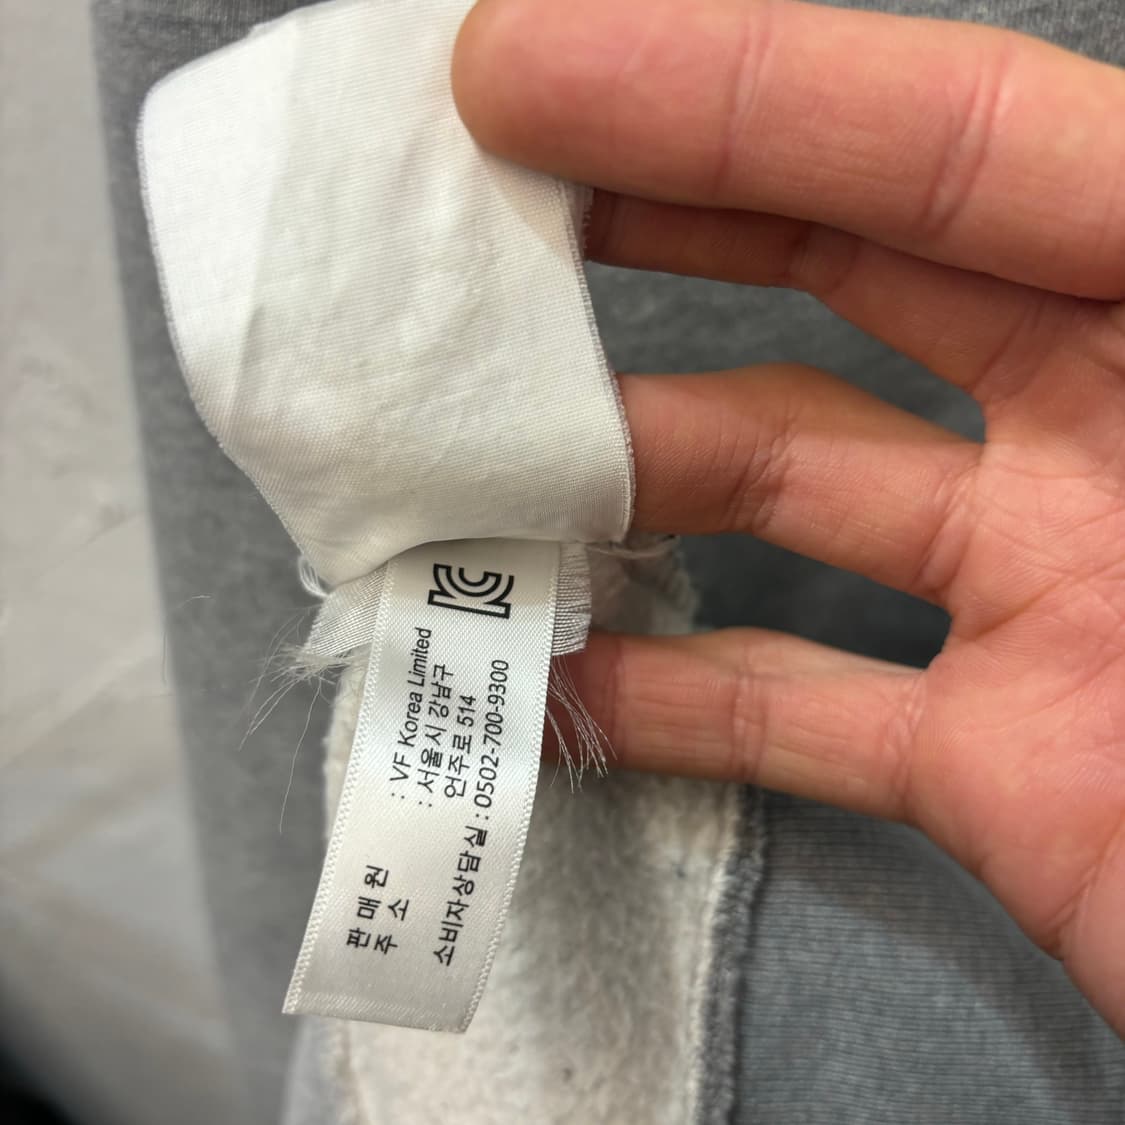 KC
판매원 : VF Korea Limited
주소 : 서울시 강남구
언주로 514
소비자상담실 : 0502-700-9300